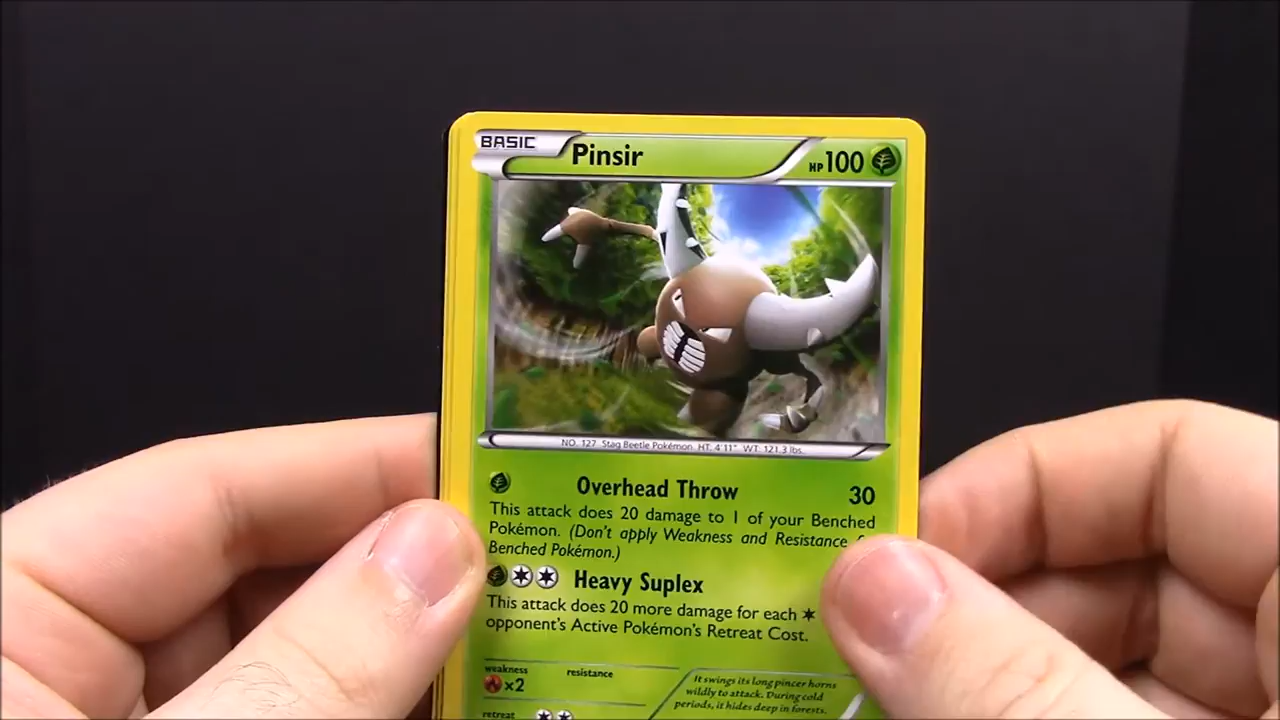 BASIC Pinsir HP 100
NO. 127 Stag Beetle Pokémon. HT. 4'11" WT. 121.3 lbs.
Overhead Throw 30
This attack does 20 damage to 1 of your Benched
Pokémon. (Don't apply Weakness and Resistance
Benched Pokémon.)
Heavy Suplex
This attack does 20 more damage for each
opponent's Active Pokémon's Retreat Cost.
weakness resistance
×2
It swings its long pincer horns
wildly to attack. During cold
periods, it hides deep in forests.
retreat